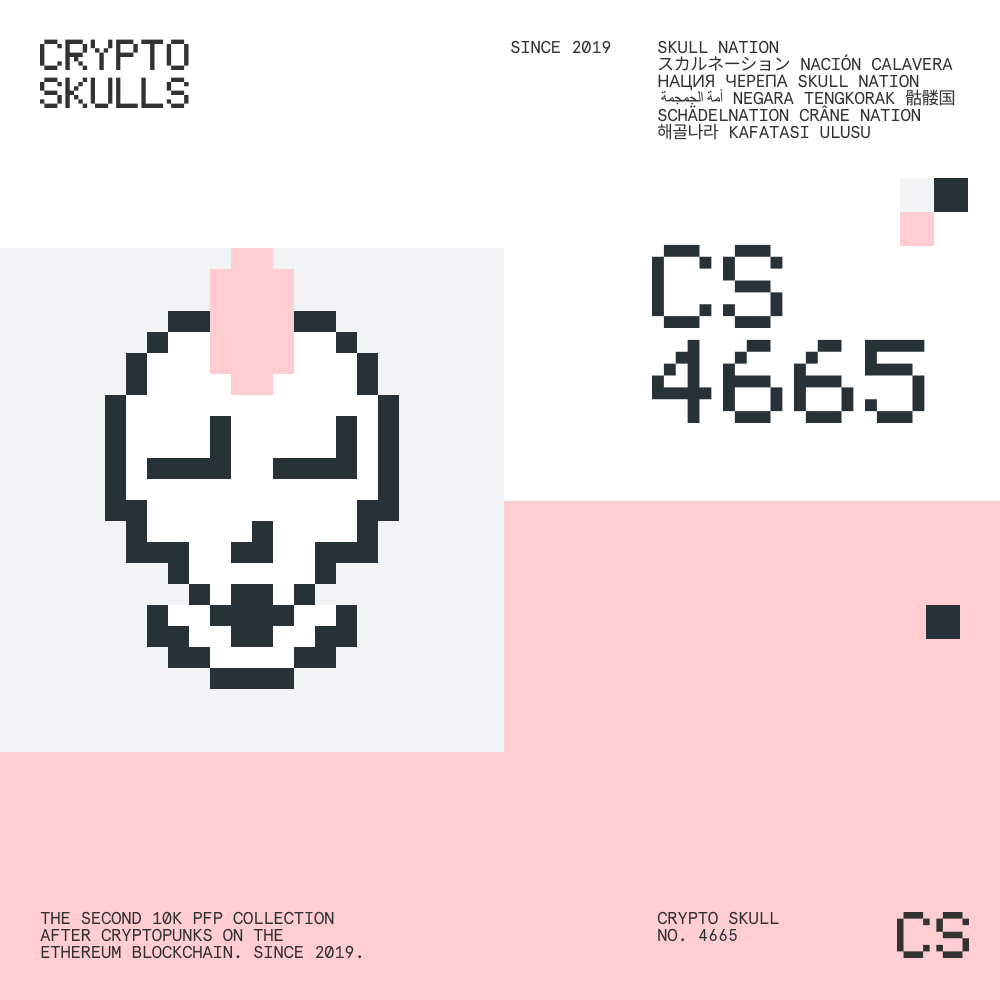 CRYPTO
SKULLS
SINCE 2019
SKULL NATION
スカルネーション NACIÓN CALAVERA
НАЦИЯ ЧЕРЕПА SKULL NATION
أمة الجمجمة NEGARA TENGKORAK 骷髅国
SCHÄDELNATION CRÂNE NATION
해골나라 KAFATASI ULUSU
CS
4665
THE SECOND 10K PFP COLLECTION
AFTER CRYPTOPUNKS ON THE
ETHEREUM BLOCKCHAIN. SINCE 2019.
CRYPTO SKULL
NO. 4665
CS